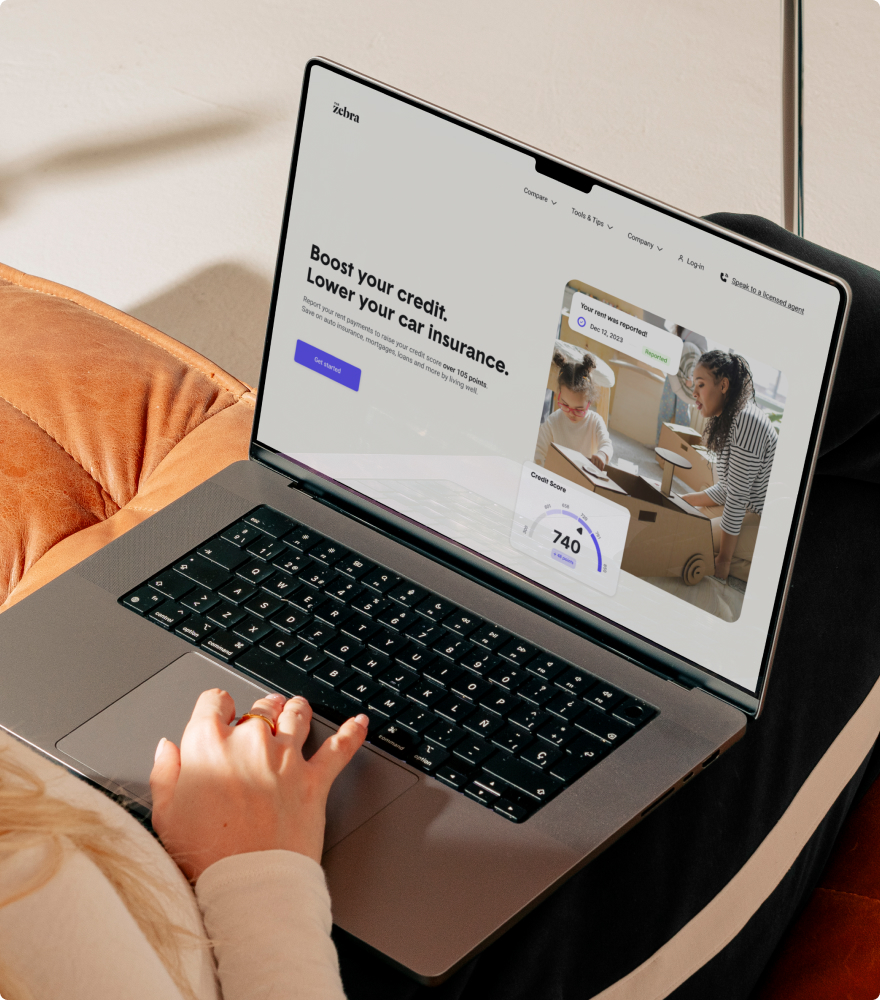 THE
zebra
Compare
Tools & Tips
Company
Log-in
Speak to a licensed agent
Boost your credit.
Lower your car insurance.
Report your rent payments to raise your credit score over 105 points.
Save on auto insurance, mortgages, loans and more by living well.
Get started
Your rent was reported!
Dec 12, 2023
Reported
Credit Score
740
Q W E R T Y U I O P
A S D F G H J K L Ñ
Z X C V B N M
fn control option command
command option